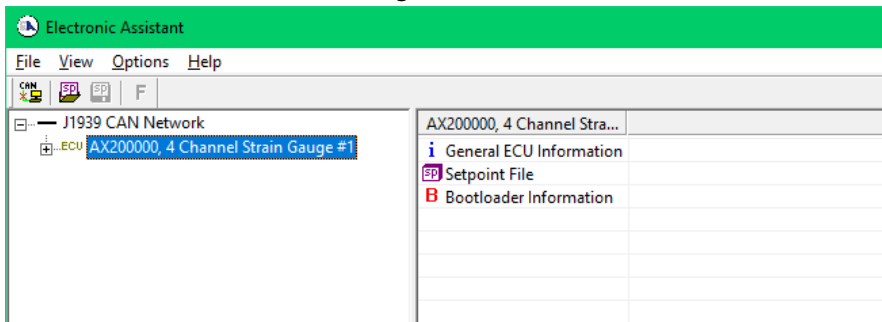 Electronic Assistant
File View Options Help
CAN SP SP F
J1939 CAN Network
ECU AX200000, 4 Channel Strain Gauge #1
AX200000, 4 Channel Stra...
i General ECU Information
SP Setpoint File
B Bootloader Information